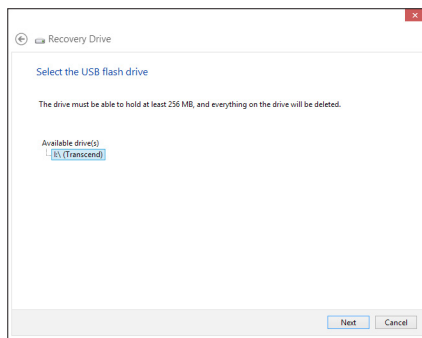 Recovery Drive
Select the USB flash drive
The drive must be able to hold at least 256 MB, and everything on the drive will be deleted.
Available drive(s)
I:\ (Transcend)
Next
Cancel